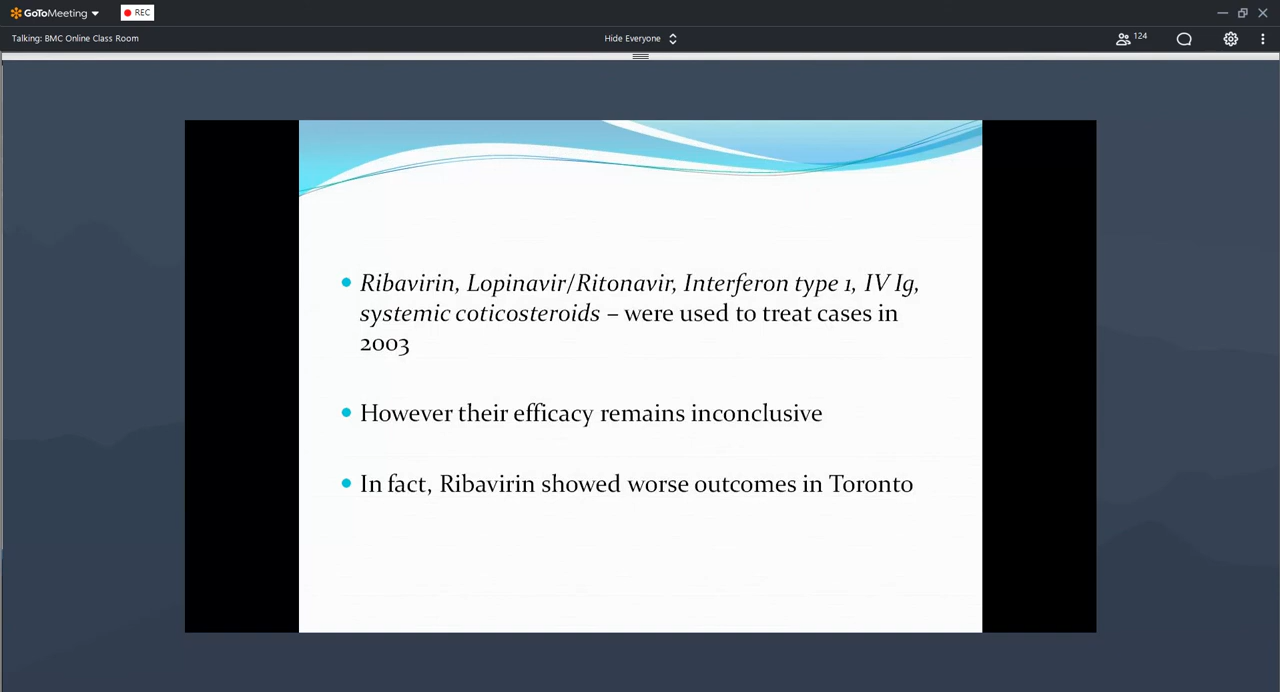 GoToMeeting
REC
Talking: BMC Online Class Room
Hide Everyone
124
Ribavirin, Lopinavir/Ritonavir, Interferon type 1, IV Ig,
systemic coticosteroids – were used to treat cases in
2003
However their efficacy remains inconclusive
In fact, Ribavirin showed worse outcomes in Toronto